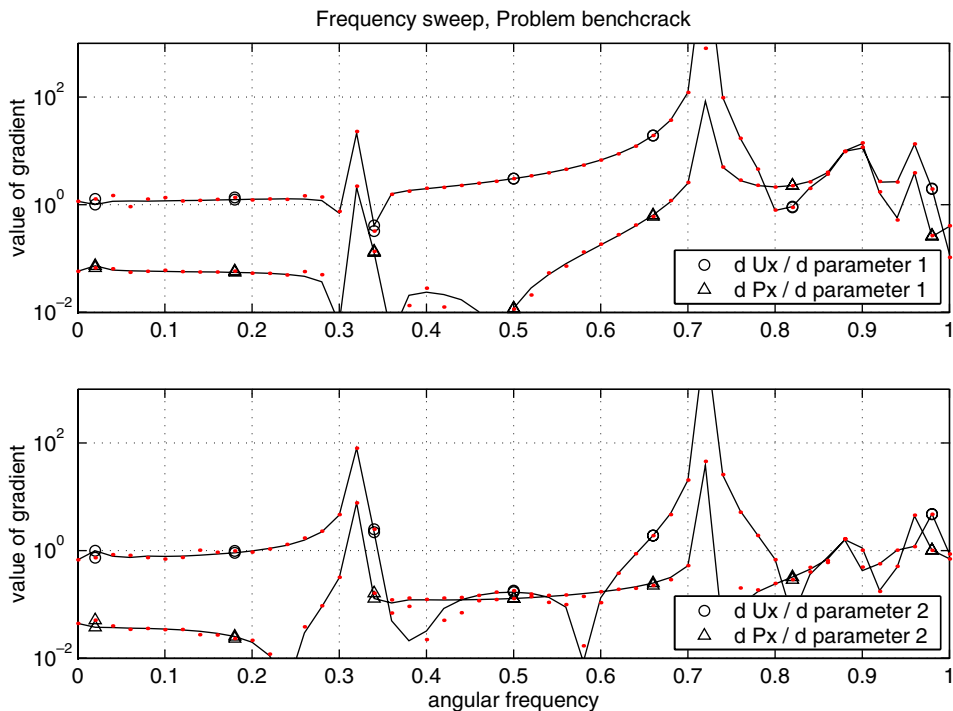 Frequency sweep, Problem benchcrack
value of gradient
10^2
10^0
10^−2
0 0.1 0.2 0.3 0.4 0.5 0.6 0.7 0.8 0.9 1
d Ux / d parameter 1
d Px / d parameter 1
value of gradient
10^2
10^0
10^−2
0 0.1 0.2 0.3 0.4 0.5 0.6 0.7 0.8 0.9 1
d Ux / d parameter 2
d Px / d parameter 2
angular frequency